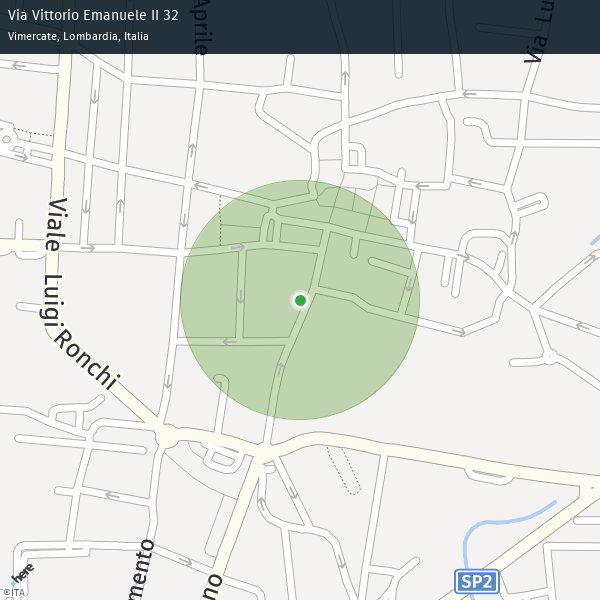 Via Vittorio Emanuele II 32
Vimercate, Lombardia, Italia
Aprile
Via Lu
Viale Luigi Ronchi
mento
no
SP2
here
©ITA